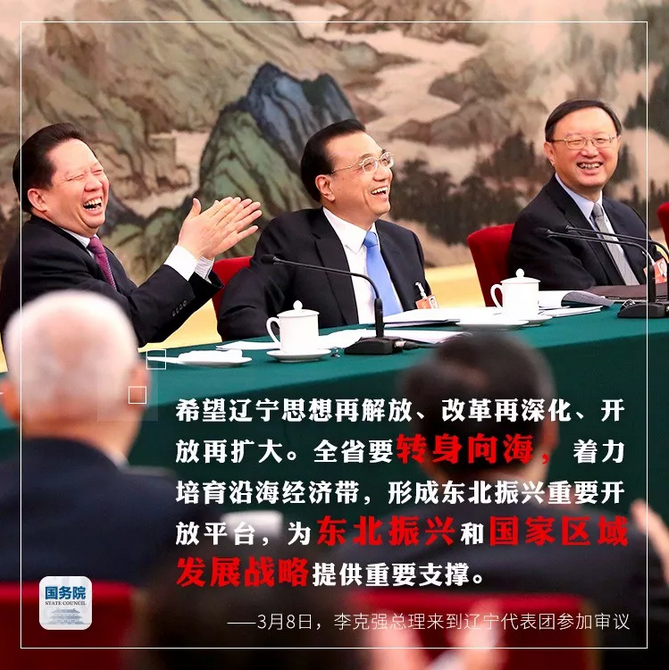 希望辽宁思想再解放、改革再深化、开
放再扩大。全省要转身向海，着力
培育沿海经济带，形成东北振兴重要开
放平台，为东北振兴和国家区域
发展战略提供重要支撑。
国务院
STATE COUNCIL
——3月8日，李克强总理来到辽宁代表团参加审议